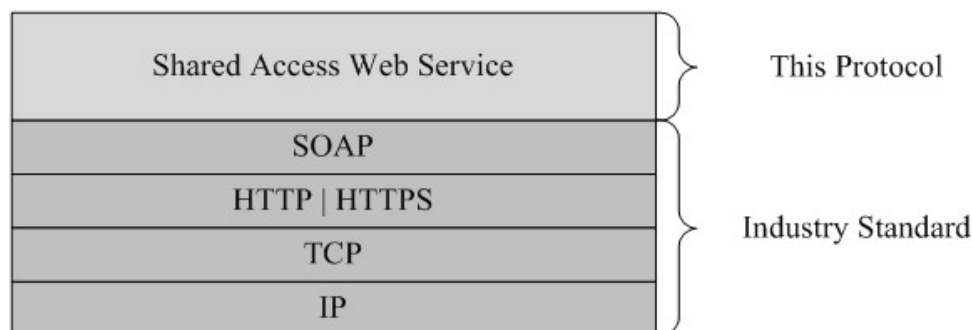 Shared Access Web Service
This Protocol
SOAP
HTTP | HTTPS
TCP
IP
Industry Standard